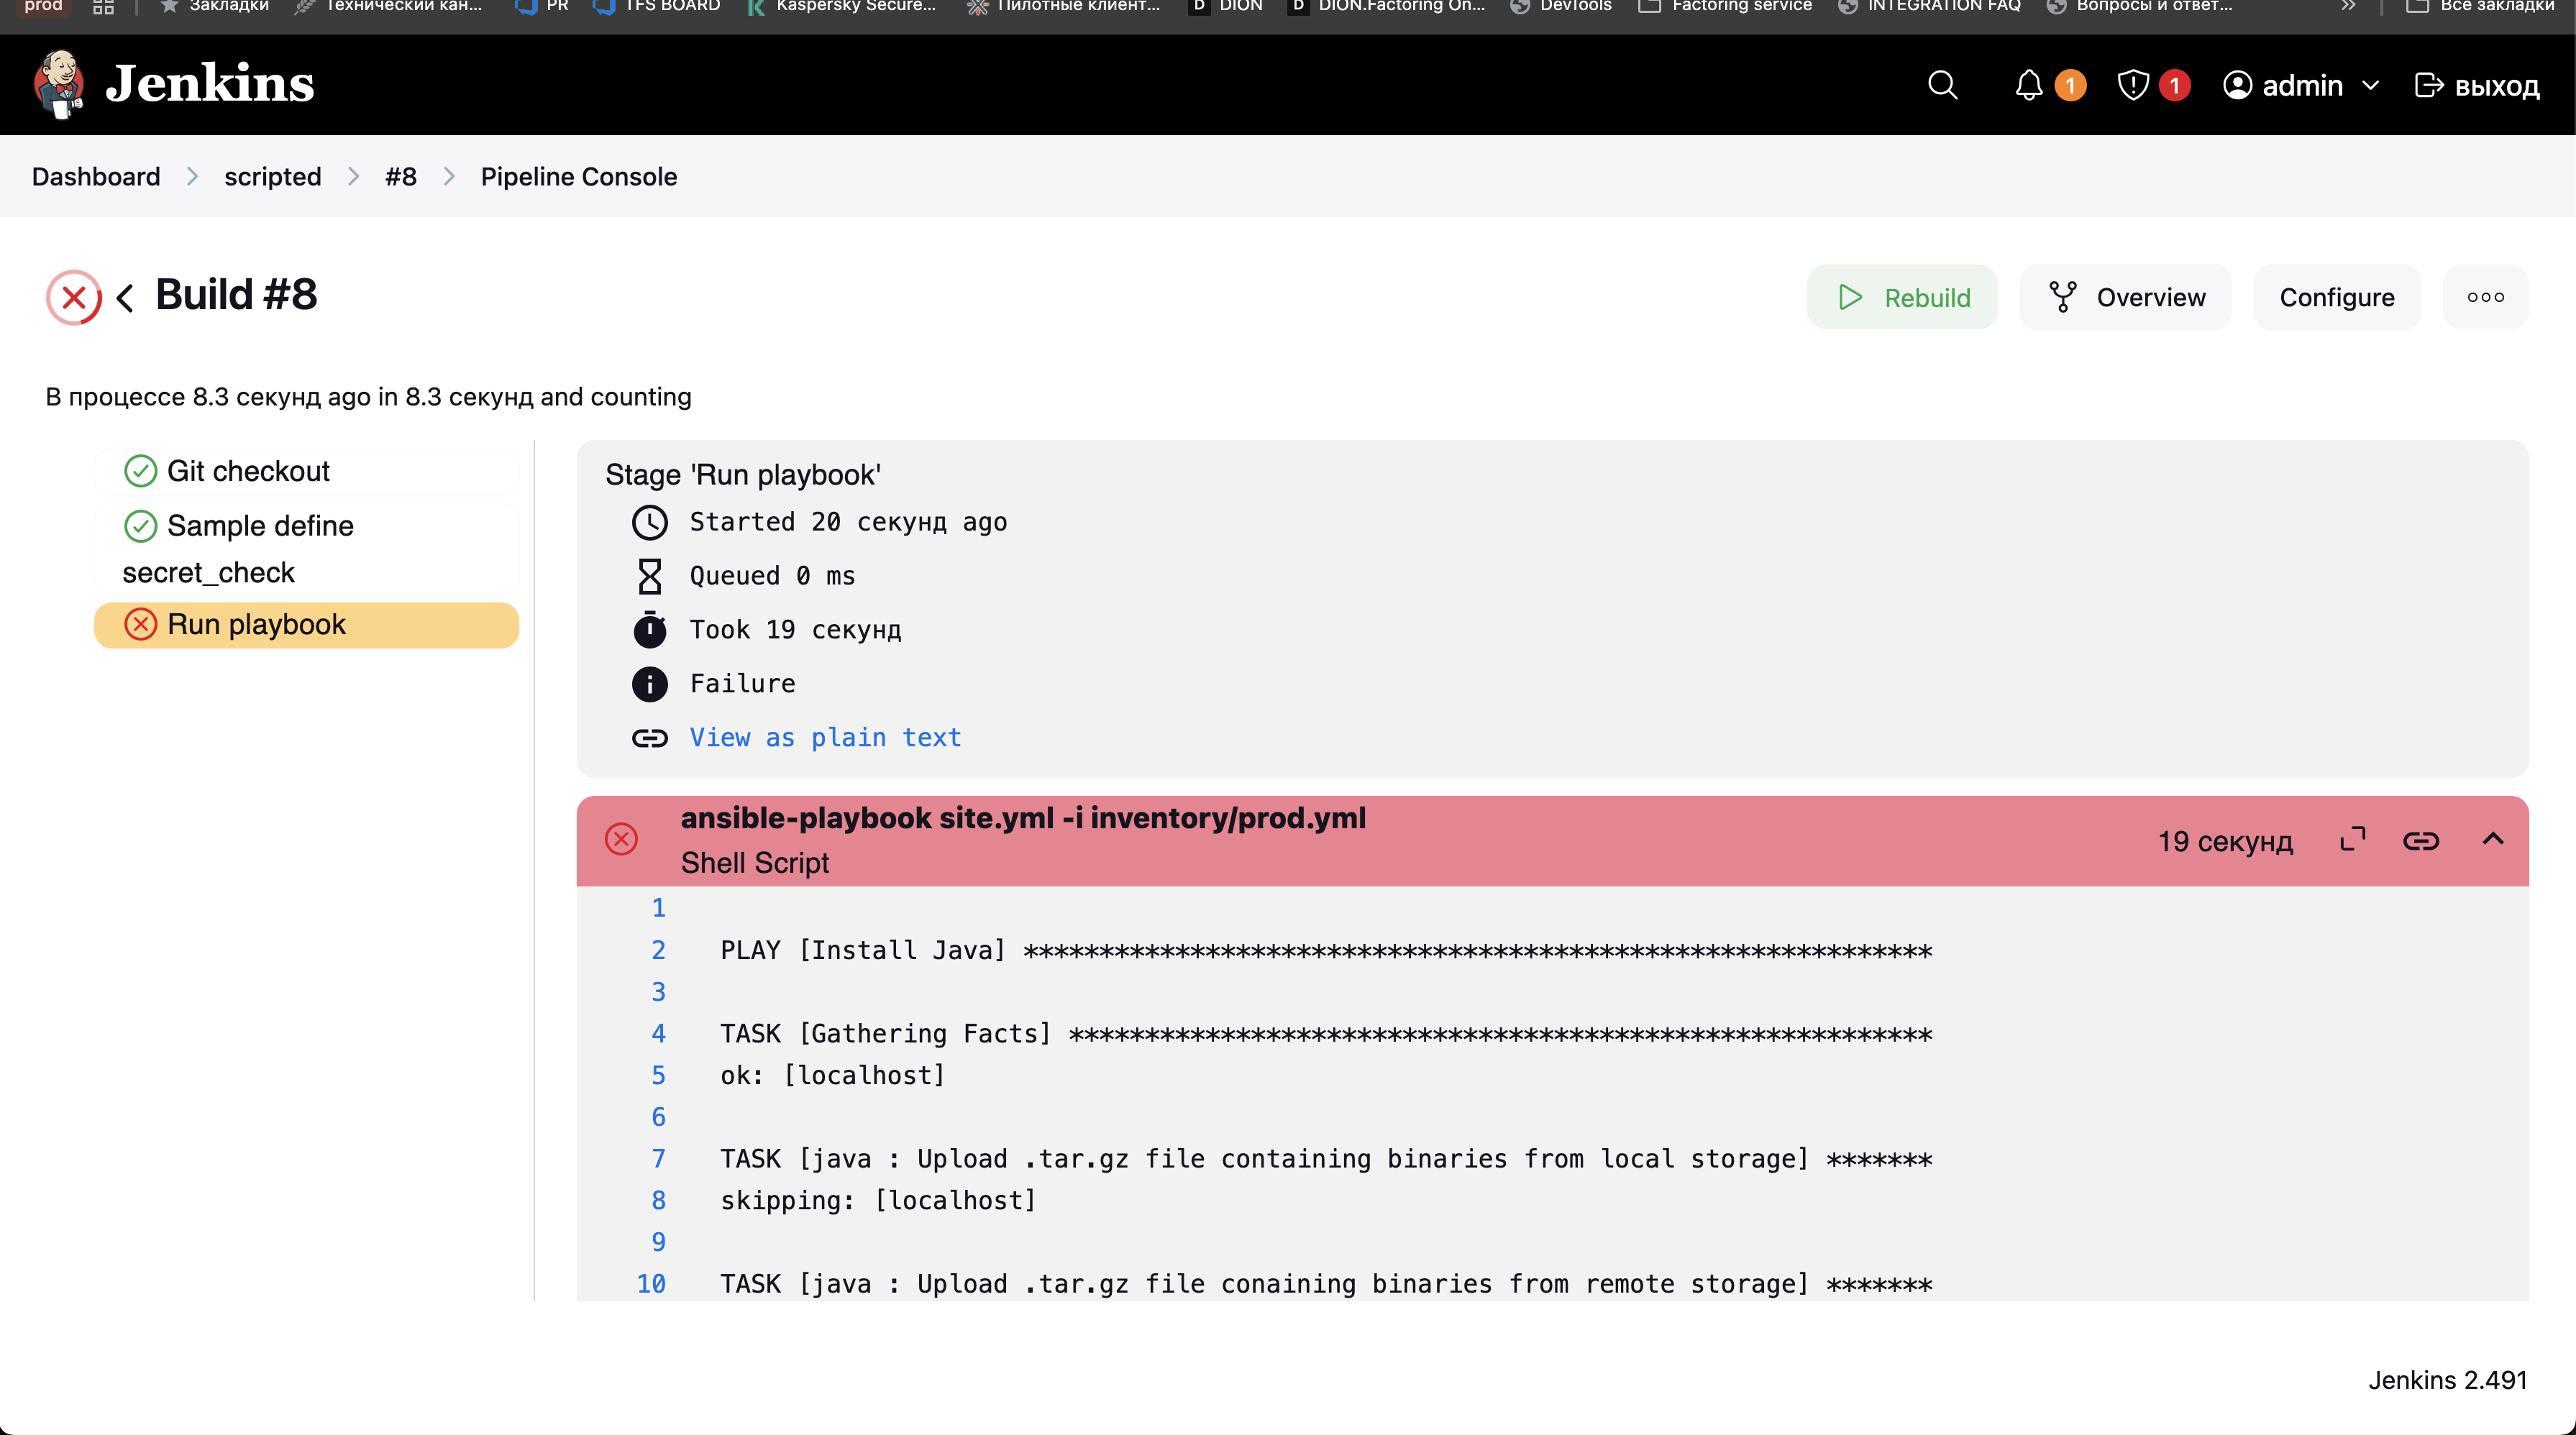 prod Закладки Технический кан... PR TFS BOARD Kaspersky Secure... Пилотные клиент... D DION D DION.Factoring On... DevTools Factoring service INTEGRATION FAQ Вопросы и ответ... » Все закладки
Jenkins 1 1 admin выход
Dashboard scripted #8 Pipeline Console
Build #8 Rebuild Overview Configure
В процессе 8.3 секунд ago in 8.3 секунд and counting
Git checkout
Sample define
secret_check
Run playbook
Stage 'Run playbook'
Started 20 секунд ago
Queued 0 ms
Took 19 секунд
Failure
View as plain text
ansible-playbook site.yml -i inventory/prod.yml
Shell Script
19 секунд
1
2 PLAY [Install Java] ************************************************************
3
4 TASK [Gathering Facts] *********************************************************
5 ok: [localhost]
6
7 TASK [java : Upload .tar.gz file containing binaries from local storage] *******
8 skipping: [localhost]
9
10 TASK [java : Upload .tar.gz file conaining binaries from remote storage] *******
Jenkins 2.491